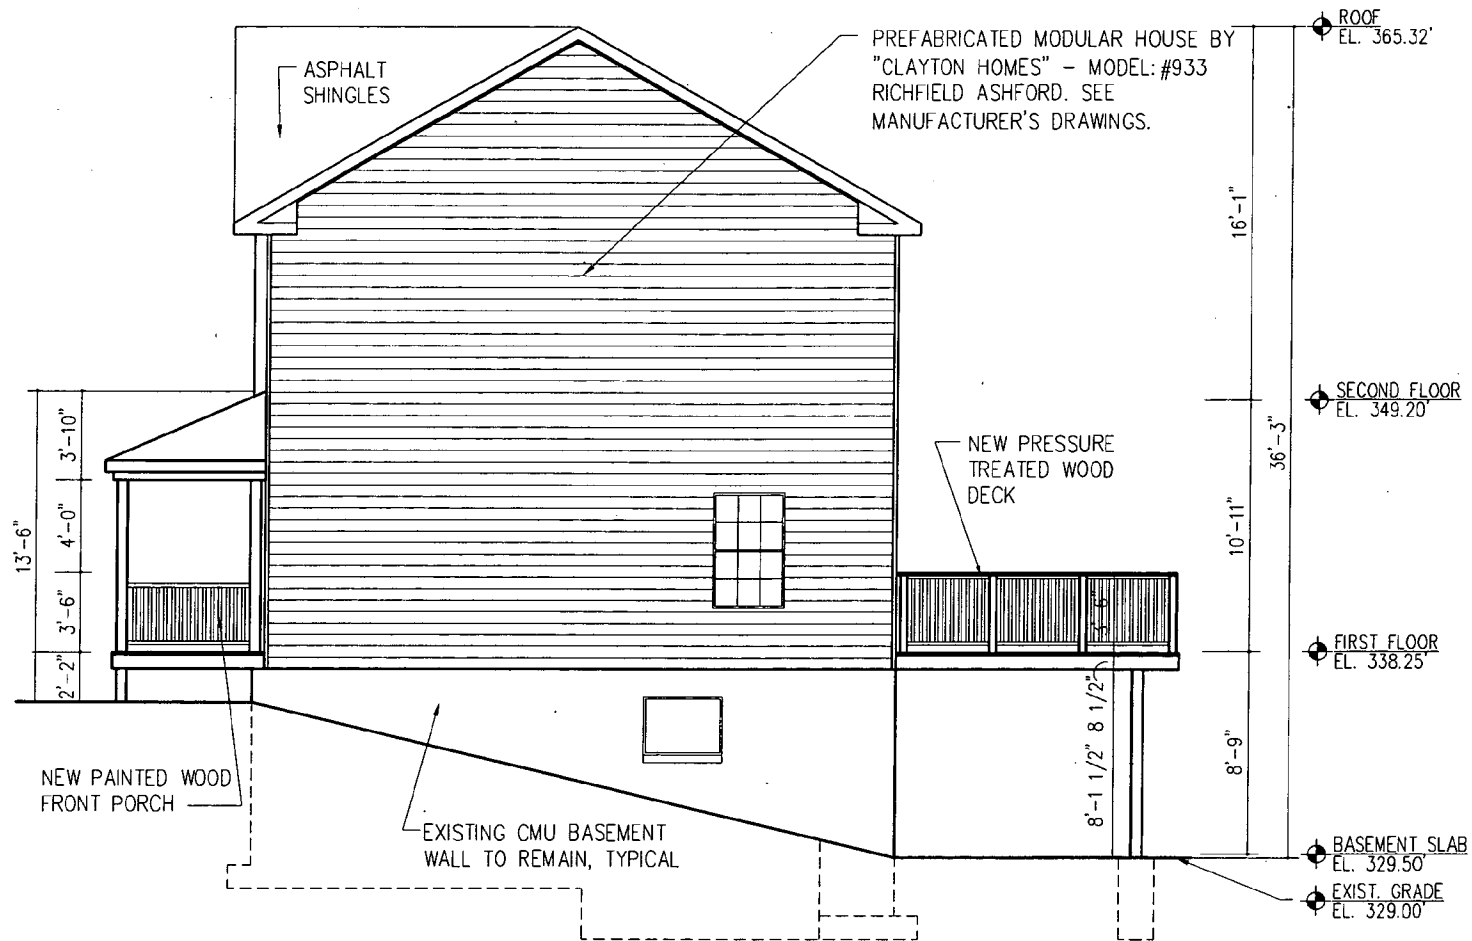 ROOF
EL. 365.32'
PREFABRICATED MODULAR HOUSE BY
"CLAYTON HOMES" - MODEL: #933
RICHFIELD ASHFORD. SEE
MANUFACTURER'S DRAWINGS.
ASPHALT
SHINGLES
16'-1"
SECOND FLOOR
EL. 349.20'
36'-3"
3'-10"
NEW PRESSURE
TREATED WOOD
DECK
4'-0"
13'-6"
10'-11"
3'-6"
3' 6"
FIRST FLOOR
EL. 338.25'
2'-2"
8 1/2"
8'-1 1/2"
8'-9"
NEW PAINTED WOOD
FRONT PORCH
EXISTING CMU BASEMENT
WALL TO REMAIN, TYPICAL
BASEMENT SLAB
EL. 329.50'
EXIST. GRADE
EL. 329.00'